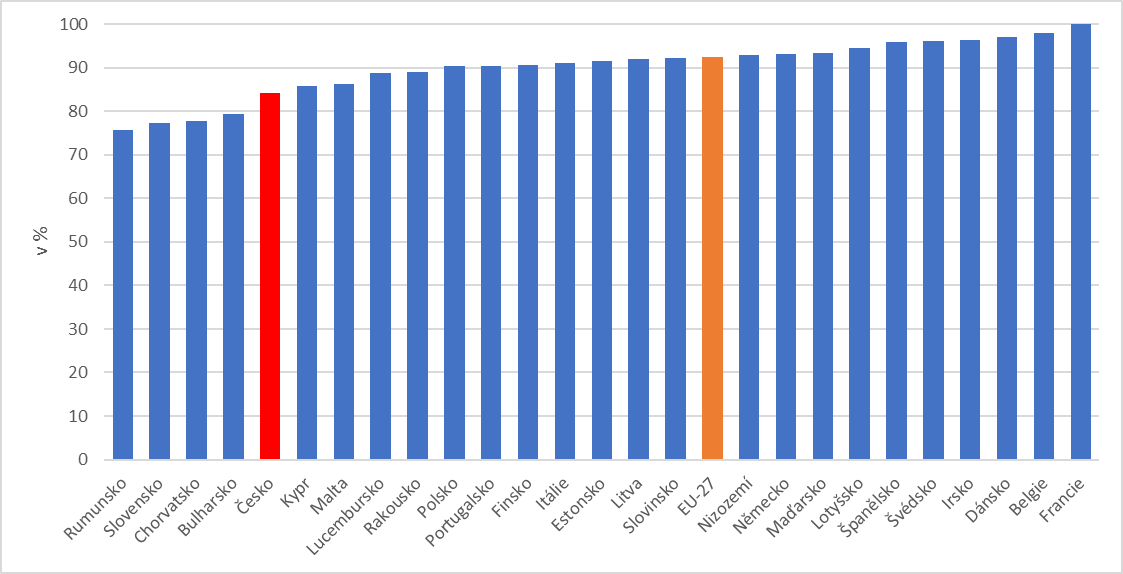 100
90
80
70
60
50
40
30
20
10
0
v %
Rumunsko
Slovensko
Chorvatsko
Bulharsko
Česko
Kypr
Malta
Lucembursko
Rakousko
Polsko
Portugalsko
Finsko
Itálie
Estonsko
Litva
Slovinsko
EU-27
Nizozemí
Německo
Maďarsko
Lotyšsko
Španělsko
Švédsko
Irsko
Dánsko
Belgie
Francie